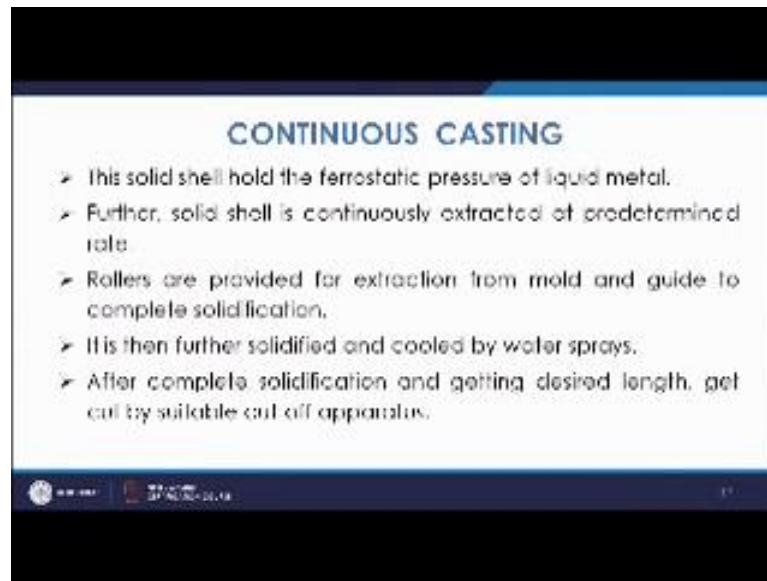 CONTINUOUS CASTING
➢ This solid shell hold the ferrostatic pressure of liquid metal.
➢ Further, solid shell is continuously extracted at predetermined
rate.
➢ Rollers are provided for extraction from mold and guide to
complete solidification.
➢ It is then further solidified and cooled by water sprays.
➢ After complete solidification and getting desired length, get
cut by suitable cut off apparatus.